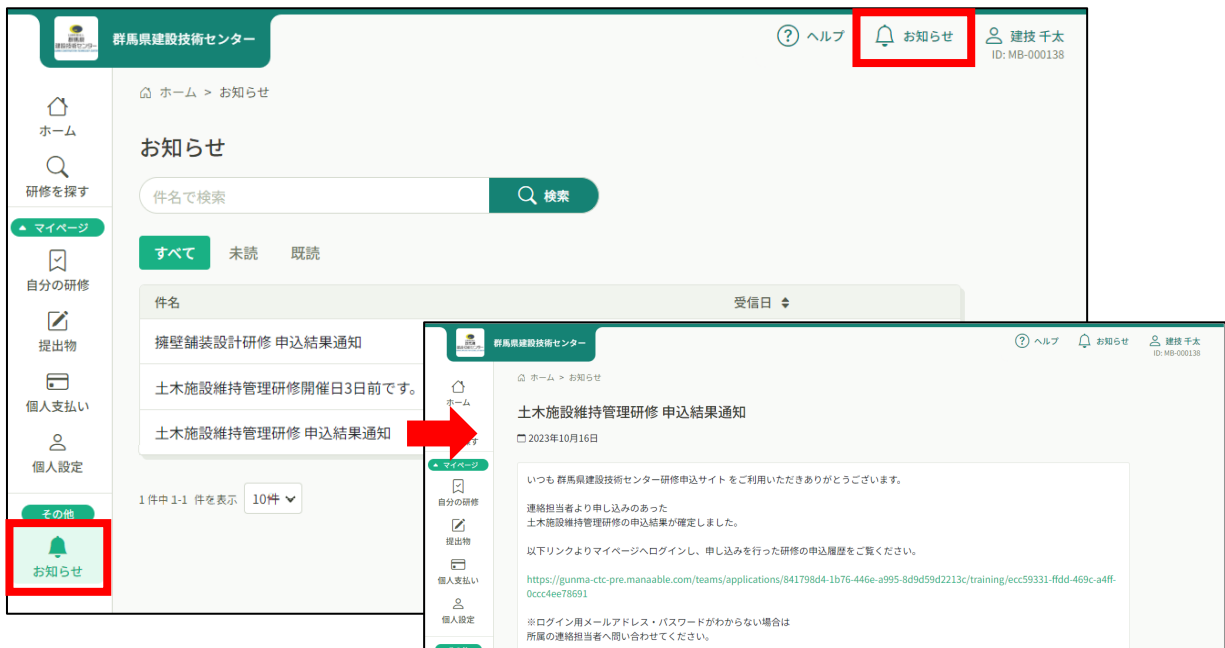 群馬県建設技術センター
ヘルプ
お知らせ
建技 千太
ID: MB-000138
ホーム > お知らせ
ホーム
研修を探す
マイページ
自分の研修
提出物
個人支払い
個人設定
その他
お知らせ
お知らせ
件名で検索
検索
すべて 未読 既読
件名 受信日
擁壁舗装設計研修 申込結果通知
土木施設維持管理研修開催日3日前です。
土木施設維持管理研修 申込結果通知
1 件中 1-1 件を表示 10件
群馬県建設技術センター
ヘルプ
お知らせ
建技 千太
ID: MB-000138
ホーム > お知らせ
ホーム
す
マイページ
自分の研修
提出物
個人支払い
個人設定
土木施設維持管理研修 申込結果通知
2023年10月16日
いつも 群馬県建設技術センター研修申込サイト をご利用いただきありがとうございます。
連絡担当者より申し込みのあった
土木施設維持管理研修の申込結果が確定しました。
以下リンクよりマイページへログインし、申し込みを行った研修の申込履歴をご覧ください。
https://gunma-ctc-pre.manaable.com/teams/applications/841798d4-1b76-446e-a995-8d9d59d2213c/training/ecc59331-ffdd-469c-a4ff-
0ccc4ee78691
※ログイン用メールアドレス・パスワードがわからない場合は
所属の連絡担当者へ問い合わせてください。